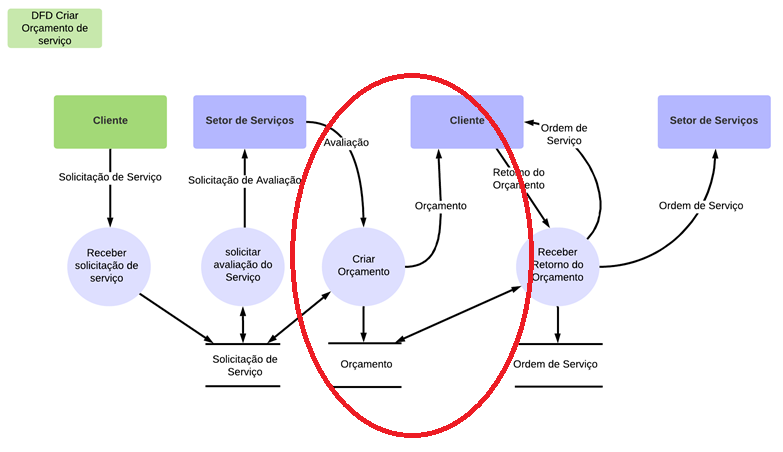 DFD Criar
Orçamento de
serviço
Cliente
Setor de Serviços
Cliente
Setor de Serviços
Avaliação
Ordem de
Serviço
Solicitação de Serviço
Solicitação de Avaliação
Retorno do
Orçamento
Orçamento
Ordem de Serviço
Receber
solicitação de
serviço
solicitar
avaliação do
Serviço
Criar
Orçamento
Receber
Retorno do
Orçamento
Solicitação de
Serviço
Orçamento
Ordem de Serviço